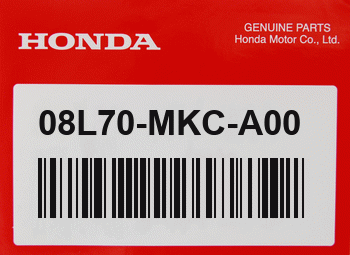 HONDA
GENUINE PARTS
Honda Motor Co., Ltd.
08L70-MKC-A00